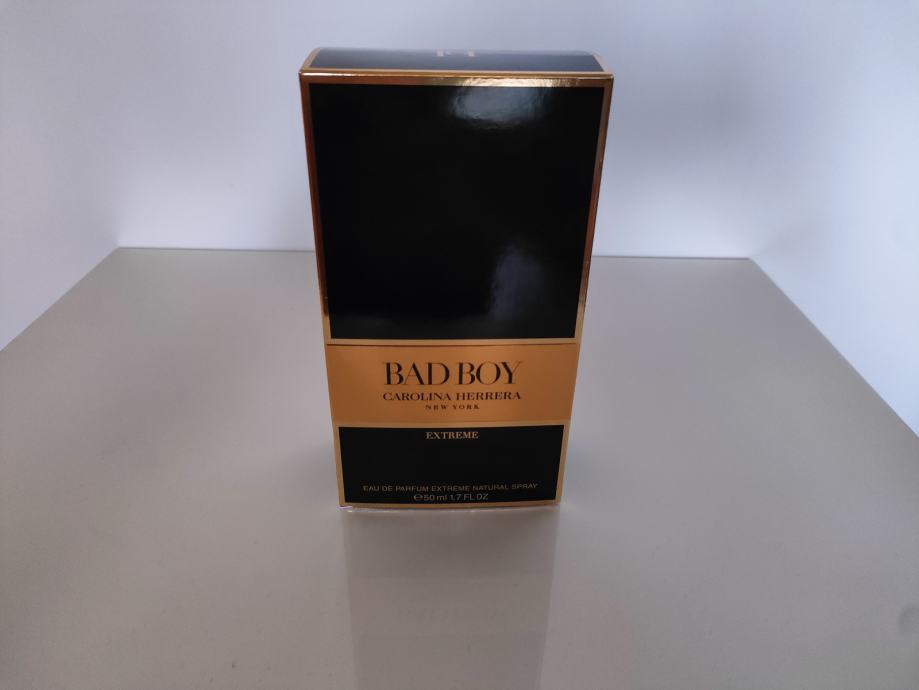 BAD BOY
CAROLINA HERRERA
NEW YORK
EXTREME
EAU DE PARFUM EXTREME NATURAL SPRAY
℮50 ml 1.7 FL OZ